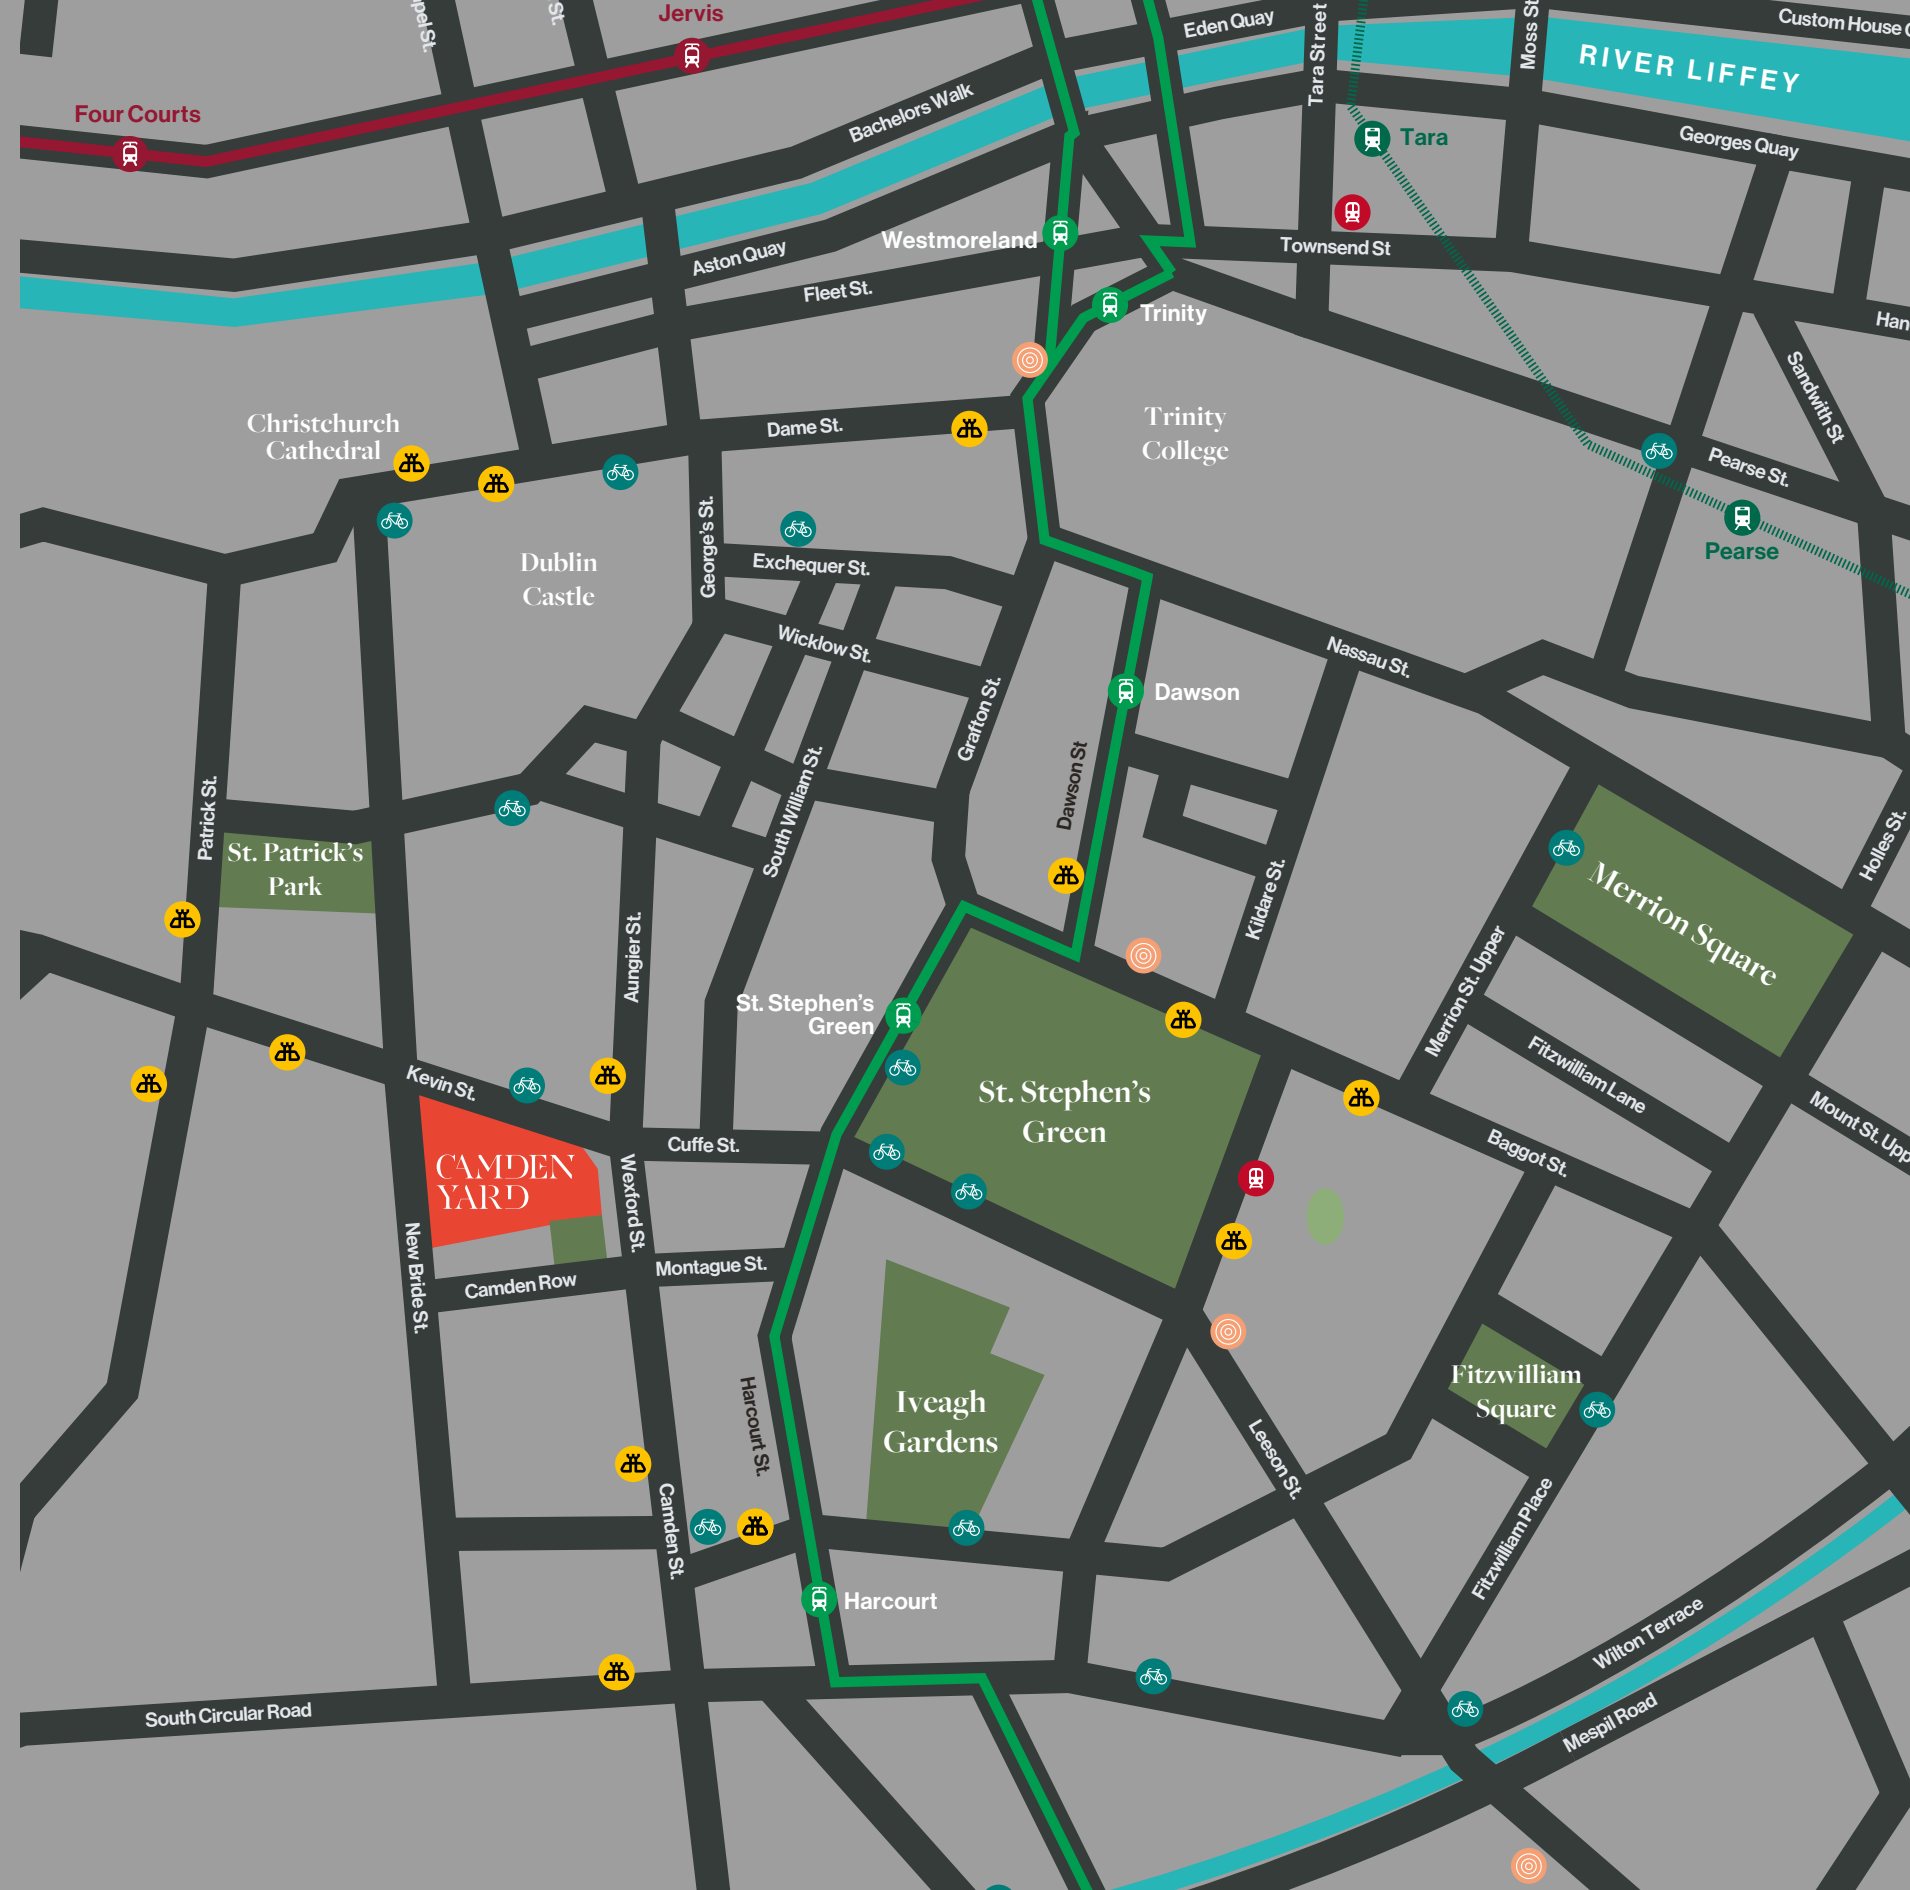 Jervis
Eden Quay
Tara Street
Moss St
Custom House
RIVER LIFFEY
Four Courts
Bachelors Walk
Tara
Georges Quay
Westmoreland
Aston Quay
Townsend St
Fleet St.
Trinity
Sandwith St
Christchurch
Cathedral
Dame St.
Trinity
College
Pearse St.
Pearse
George's St.
Exchequer St.
Dublin
Castle
Wicklow St.
Nassau St.
Grafton St.
Dawson
Dawson St
South William St.
Patrick St.
St. Patrick's
Park
Kildare St.
Holles St.
Merrion Square
Aungier St.
Merrion St. Upper
St. Stephen's
Green
Kevin St.
Fitzwilliam Lane
St. Stephen's
Green
Mount St. Upp
Cuffe St.
Baggot St.
CAMDEN
YARD
Wexford St.
New Bride St.
Montague St.
Camden Row
Harcourt St.
Iveagh
Gardens
Fitzwilliam
Square
Leeson St.
Camden St.
Fitzwilliam Place
Harcourt
Wilton Terrace
Mespil Road
South Circular Road